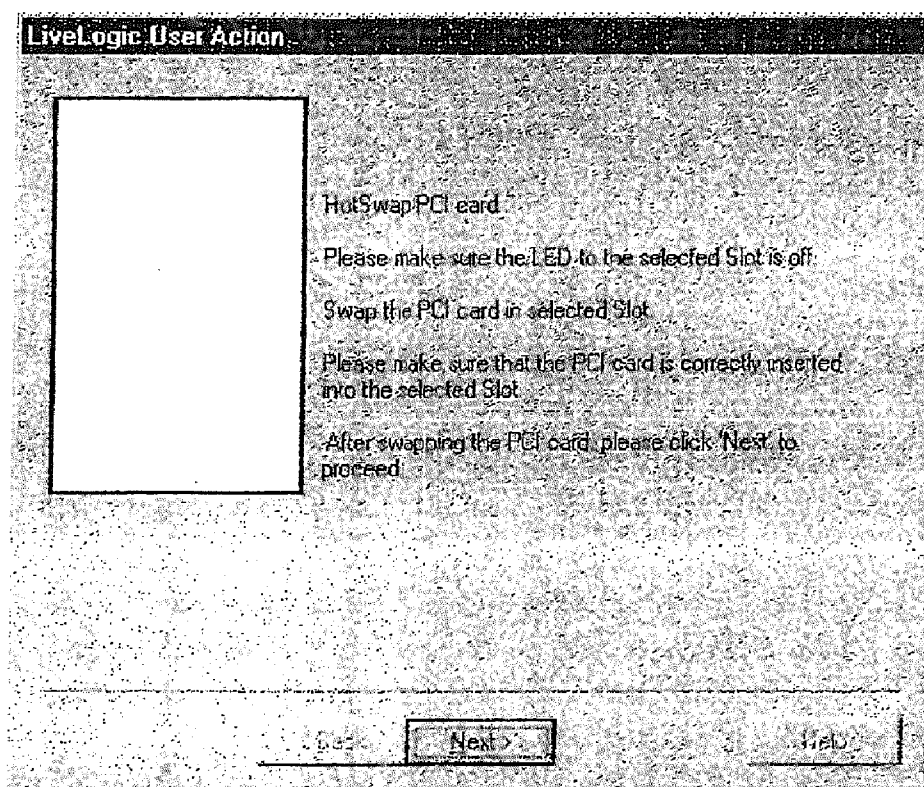 LiveLogic User Action
HotSwap PCI card
Please make sure the LED to the selected Slot is off.
Swap the PCI card in selected Slot.
Please make sure that the PCI card is correctly inserted
into the selected Slot
After swapping the PCI card, please click 'Next' to
proceed
Back
Next >
Help